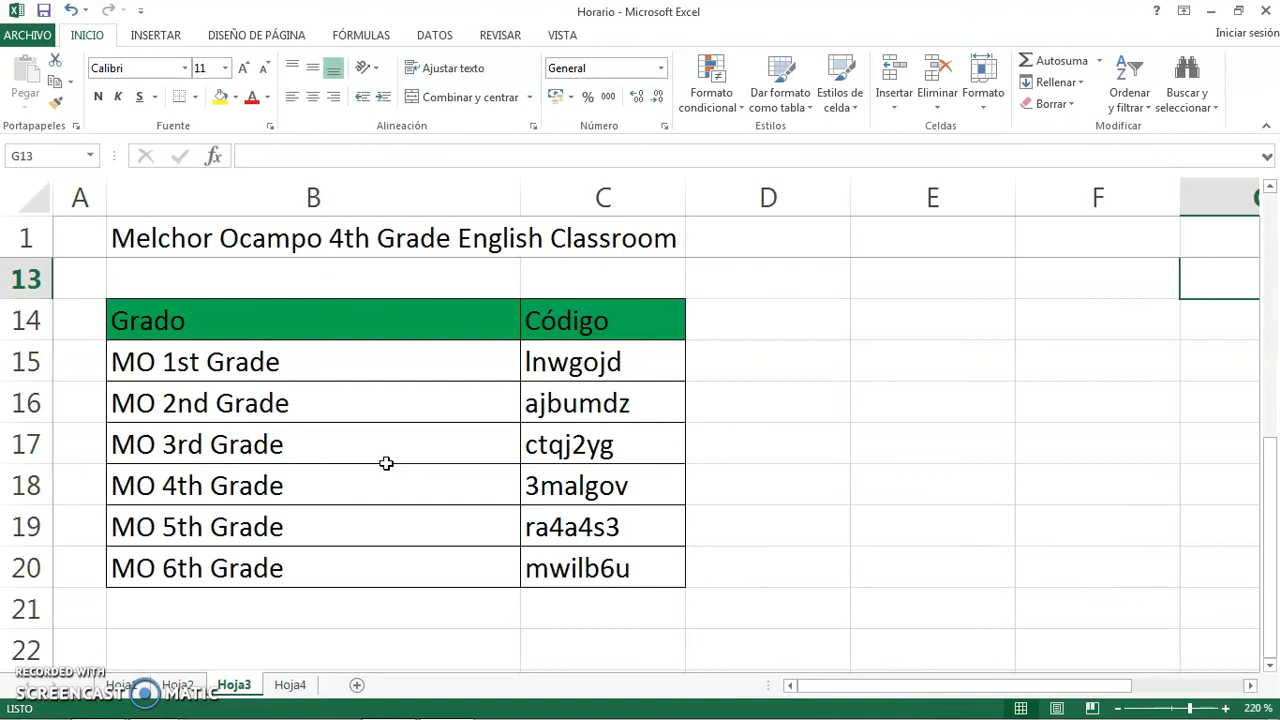 Horario - Microsoft Excel
ARCHIVO INICIO INSERTAR DISEÑO DE PÁGINA FÓRMULAS DATOS REVISAR VISTA Iniciar sesión
Calibri 11 Ajustar texto General Autosuma
Pegar Formato condicional Dar formato como tabla Estilos de celda Insertar Eliminar Formato Rellenar Ordenar y filtrar Buscar y seleccionar
N K S Combinar y centrar % 000 Borrar
Portapapeles Fuente Alineación Número Estilos Celdas Modificar
G13 fx
A B C D E F
1 Melchor Ocampo 4th Grade English Classroom
13
14 Grado Código
15 MO 1st Grade lnwgojd
16 MO 2nd Grade ajbumdz
17 MO 3rd Grade ctqj2yg
18 MO 4th Grade 3malgov
19 MO 5th Grade ra4a4s3
20 MO 6th Grade mwilb6u
21
22
RECORDED WITH
SCREENCAST MATIC
Hoja2 Hoja3 Hoja4
LISTO 220 %